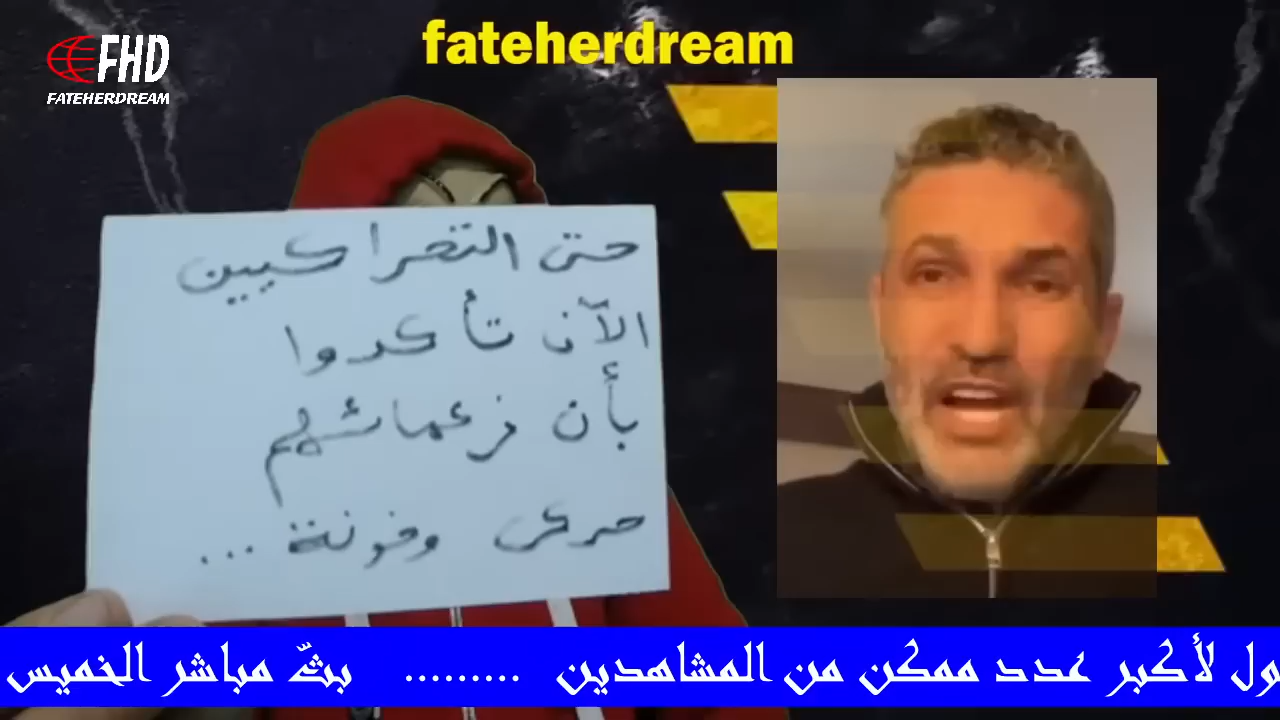 fateherdream
FHD
FATEHERDREAM
حتى التحراكيين
الآن تأكدوا
بأن زعمائهم
حركى وخونة ...
ول لأكبر عدد ممكن من المشاهدين ......... بثّ مباشر الخميس